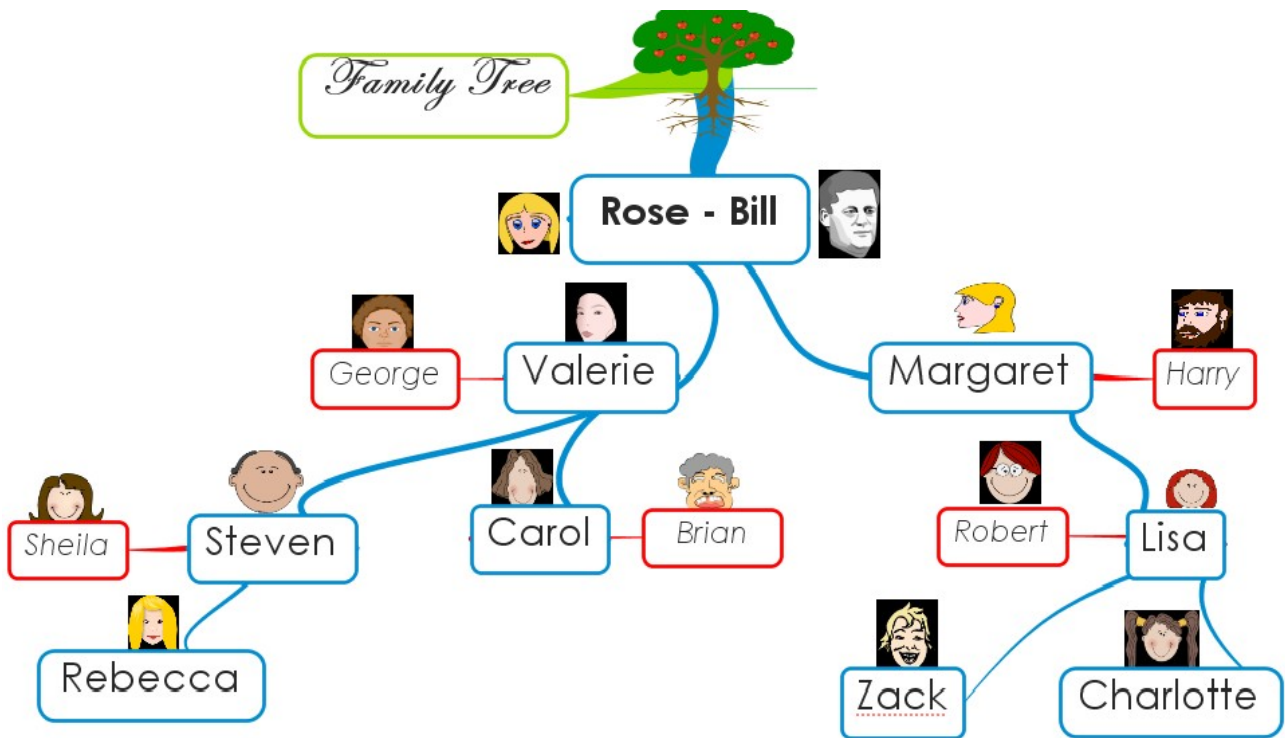 Family Tree
Rose - Bill
George
Valerie
Margaret
Harry
Sheila
Steven
Carol
Brian
Robert
Lisa
Rebecca
Zack
Charlotte